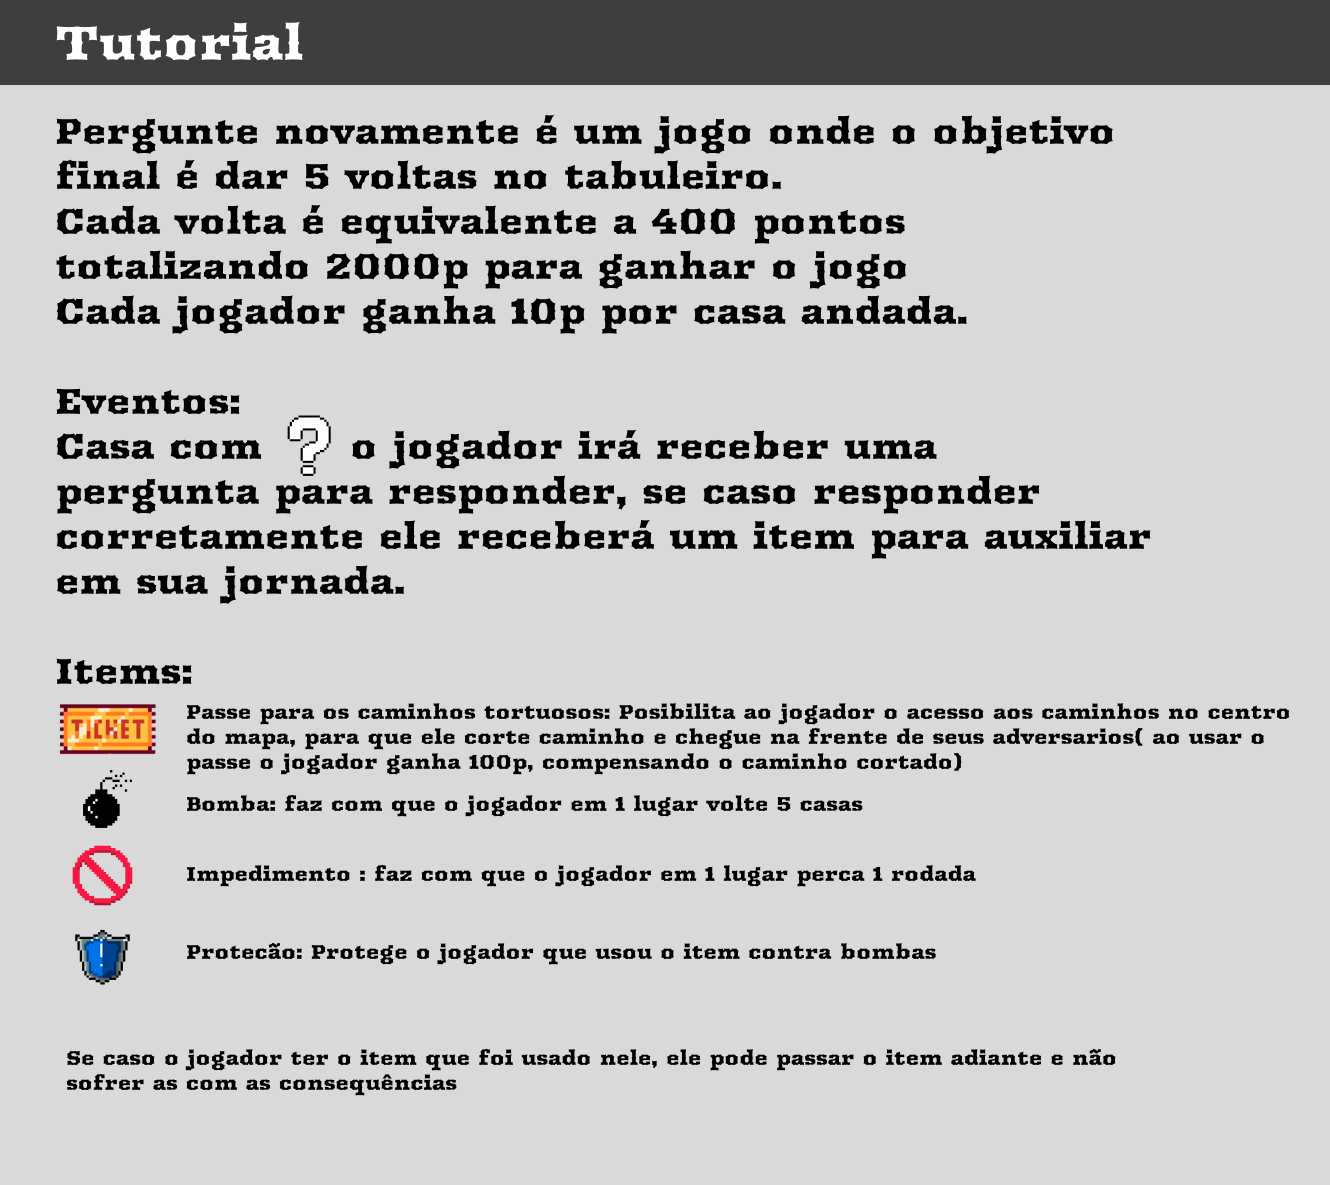 Tutorial
Pergunte novamente é um jogo onde o objetivo
final é dar 5 voltas no tabuleiro.
Cada volta é equivalente a 400 pontos
totalizando 2000p para ganhar o jogo
Cada jogador ganha 10p por casa andada.
Eventos:
Casa com ? o jogador irá receber uma
pergunta para responder, se caso responder
corretamente ele receberá um item para auxiliar
em sua jornada.
Items:
TICKET
Passe para os caminhos tortuosos: Posibilita ao jogador o acesso aos caminhos no centro
do mapa, para que ele corte caminho e chegue na frente de seus adversarios( ao usar o
passe o jogador ganha 100p, compensando o caminho cortado)
Bomba: faz com que o jogador em 1 lugar volte 5 casas
Impedimento : faz com que o jogador em 1 lugar perca 1 rodada
Protecão: Protege o jogador que usou o item contra bombas
Se caso o jogador ter o item que foi usado nele, ele pode passar o item adiante e não
sofrer as com as consequências